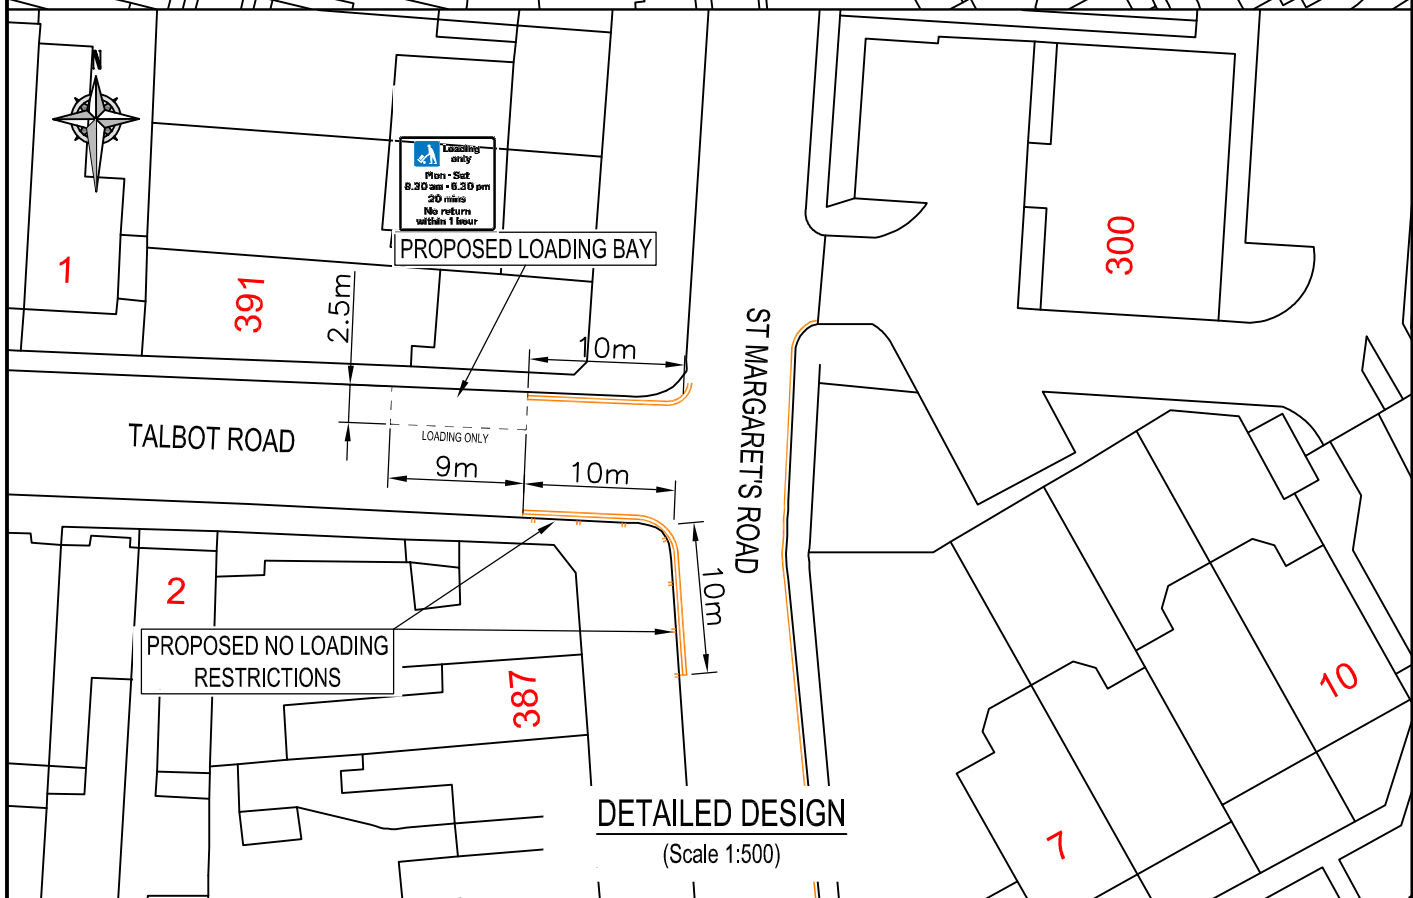 N
Loading
only
Mon - Sat
8.30 am - 6.30 pm
20 mins
No return
within 1 hour
PROPOSED LOADING BAY
300
1
391
2.5m
10m
ST MARGARET'S ROAD
TALBOT ROAD
LOADING ONLY
9m
10m
10m
2
PROPOSED NO LOADING
RESTRICTIONS
387
10
7
DETAILED DESIGN
(Scale 1:500)